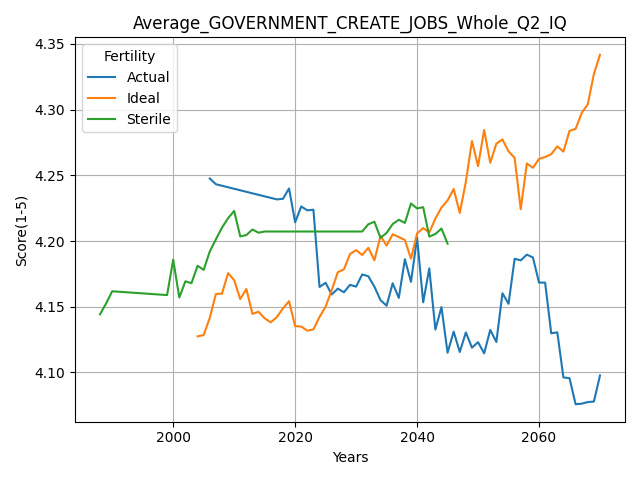 Average_GOVERNMENT_CREATE_JOBS_Whole_Q2_IQ
Fertility
Actual
Ideal
Sterile
Score(1-5)
4.35
4.30
4.25
4.20
4.15
4.10
2000 2020 2040 2060
Years